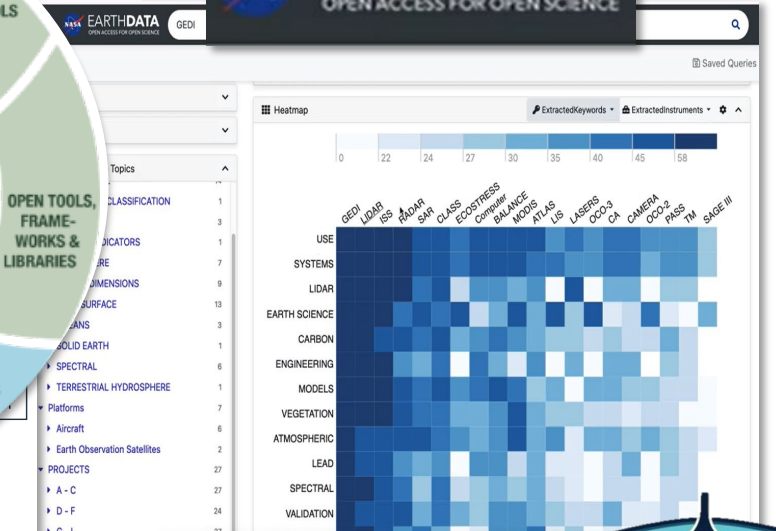 OLS
OPEN TOOLS,
FRAME-
WORKS &
LIBRARIES
NASA
EARTHDATA
OPEN ACCESS FOR OPEN SCIENCE
GEDI
OPEN ACCESS FOR OPEN SCIENCE
Saved Queries
Topics
CLASSIFICATION 1
3
DICATORS 1
RE 7
DIMENSIONS 9
SURFACE 13
EANS 3
SOLID EARTH 1
SPECTRAL 6
TERRESTRIAL HYDROSPHERE 1
Platforms 7
Aircraft 6
Earth Observation Satellites 2
PROJECTS 27
A - C 27
D - F 24
Heatmap
ExtractedKeywords
ExtractedInstruments
0 22 24 27 30 35 40 45 58
GEDI LIDAR ISS RADAR SAR CLASS ECOSTRESS Computer BALANCE MODIS ATLAS LIS LASERS OCO-3 CA CAMERA OCO-2 PASS TM SAGE III
USE
SYSTEMS
LIDAR
EARTH SCIENCE
CARBON
ENGINEERING
MODELS
VEGETATION
ATMOSPHERIC
LEAD
SPECTRAL
VALIDATION